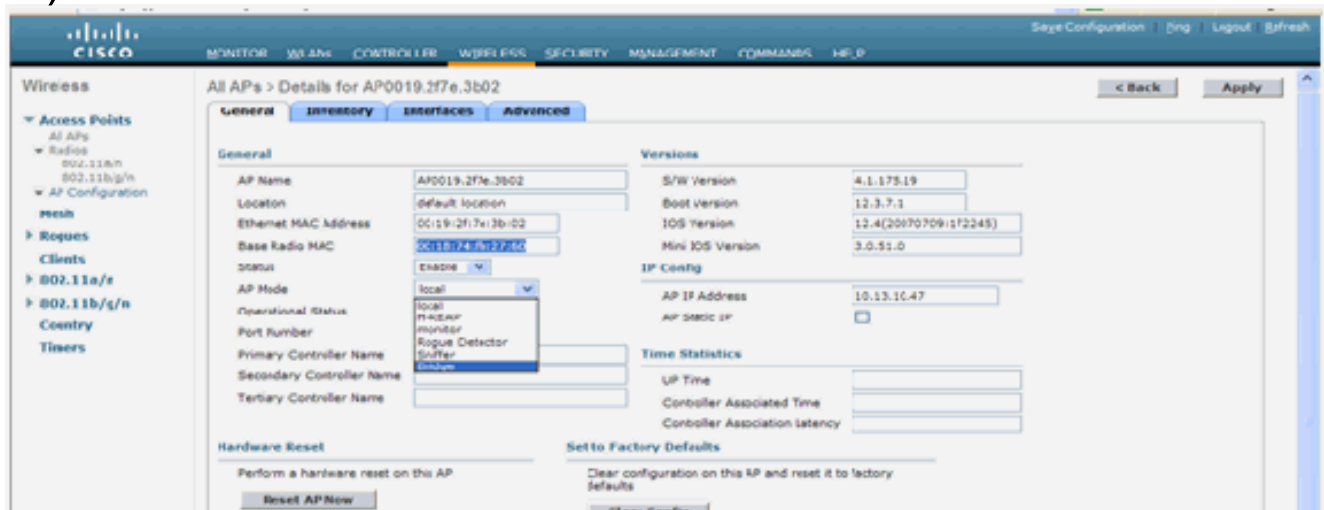 Save Configuration Ping Logout Refresh
CISCO
MONITOR WLANs CONTROLLER WIRELESS SECURITY MANAGEMENT COMMANDS HELP
Wireless
All APs > Details for AP0019.2f7e.3b02
< Back Apply
General Inventory Interfaces Advanced
Access Points
All APs
Radios
802.11a/n
802.11b/g/n
AP Configuration
Mesh
Rogues
Clients
802.11a/n
802.11b/g/n
Country
Timers
General
AP Name AP0019.2f7e.3b02
Location default location
Ethernet MAC Address 00:19:2f:7e:3b:02
Base Radio MAC
Status Enable
AP Mode local
local
H-REAP
monitor
Rogue Detector
Sniffer
Bridge
Operational Status
Port Number
Primary Controller Name
Secondary Controller Name
Tertiary Controller Name
Versions
S/W Version 4.1.175.19
Boot Version 12.3.7.1
IOS Version 12.4(20070709:172245)
Mini IOS Version 3.0.51.0
IP Config
AP IP Address 10.13.10.47
AP Static IP
Time Statistics
UP Time
Controller Associated Time
Controller Association Latency
Hardware Reset
Perform a hardware reset on this AP
Reset AP Now
Set to Factory Defaults
Clear configuration on this AP and reset it to factory
defaults
Clear Config